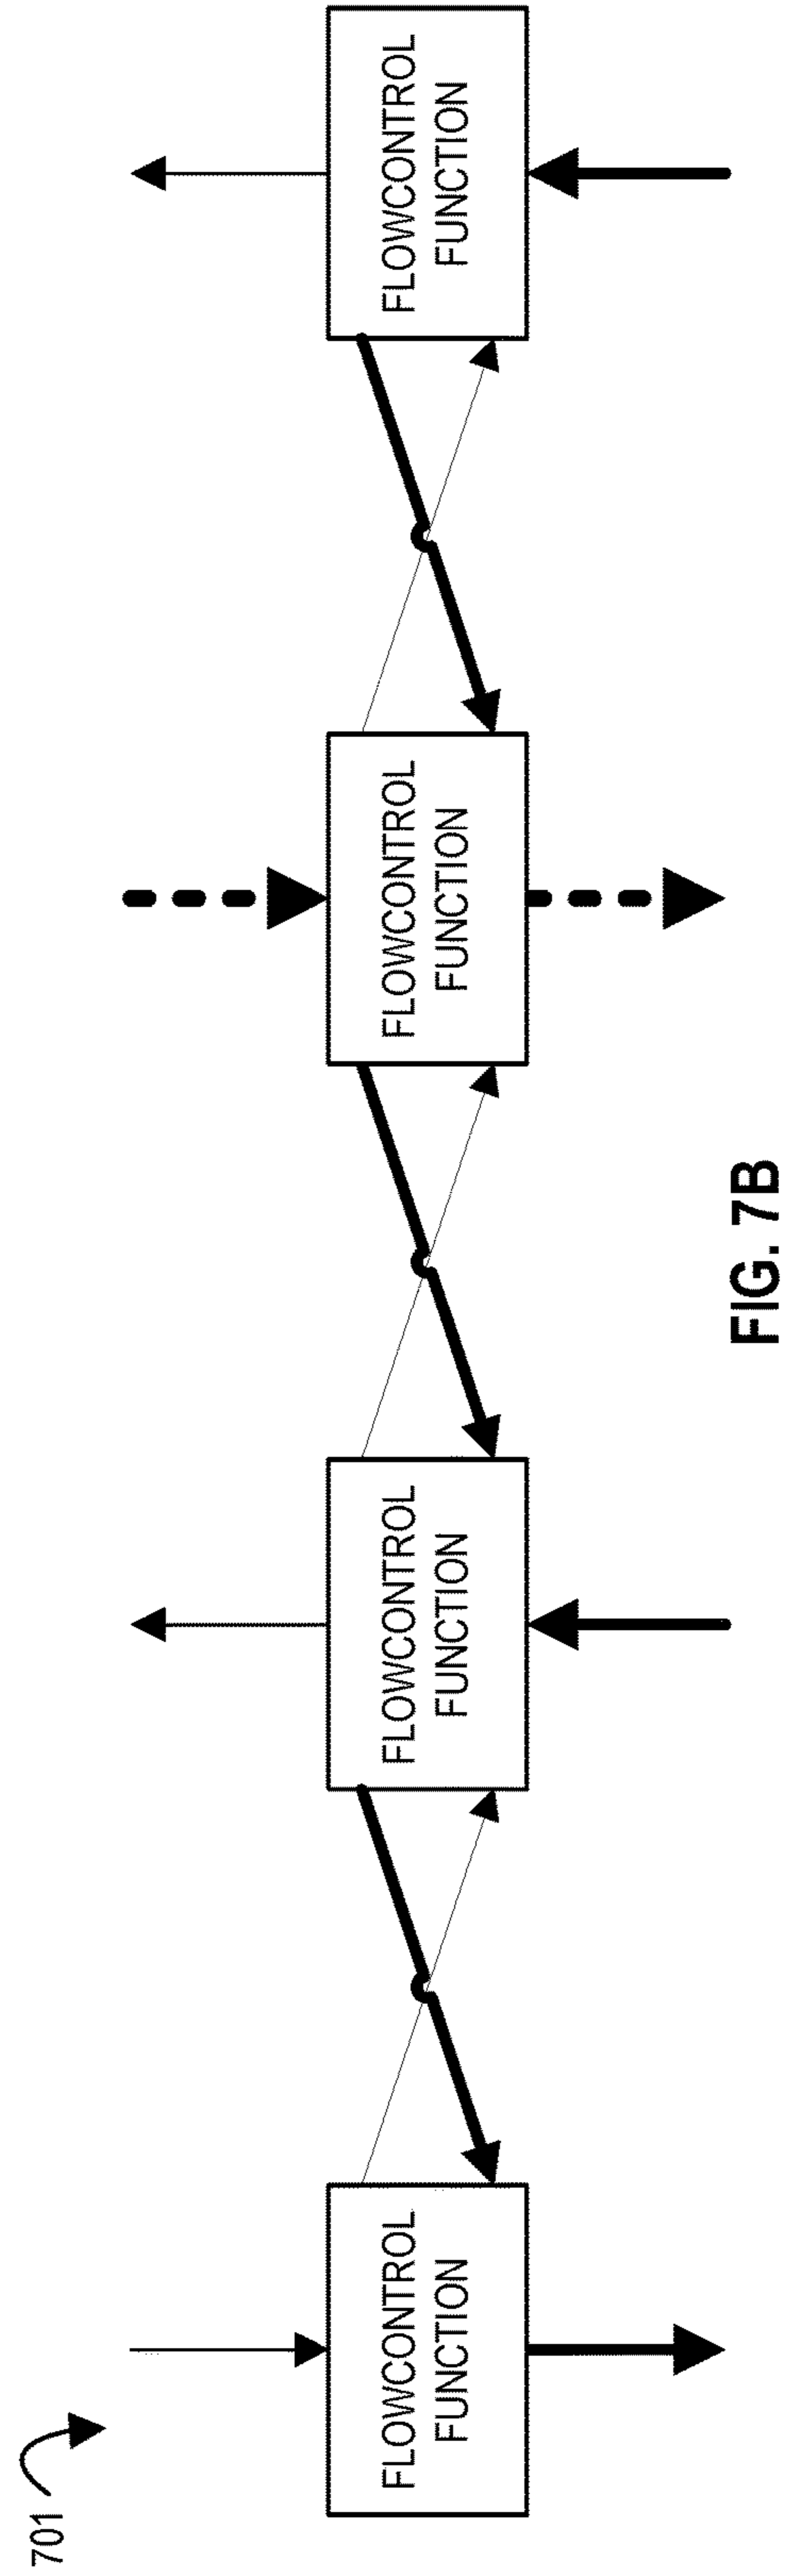 701
FLOWCONTROL
FUNCTION
FLOWCONTROL
FUNCTION
FLOWCONTROL
FUNCTION
FLOWCONTROL
FUNCTION
FIG. 7B